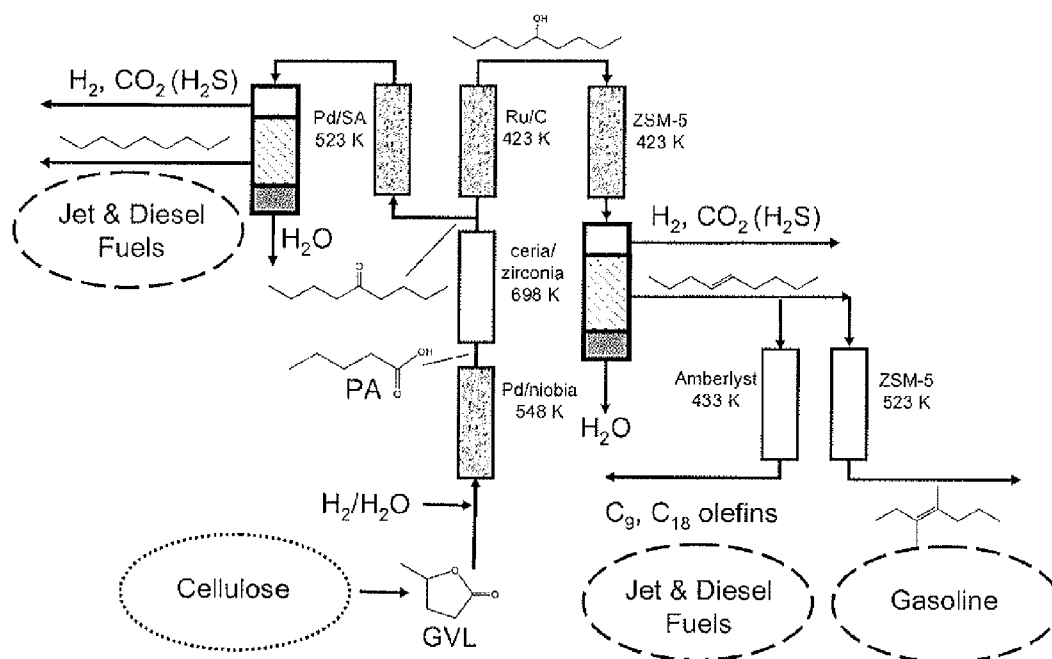 OH
H₂, CO₂ (H₂S)
Pd/SA
523 K
Ru/C
423 K
ZSM-5
423 K
Jet & Diesel
Fuels
H₂O
H₂, CO₂ (H₂S)
ceria/
zirconia
698 K
O
OH
O
PA
Pd/niobia
548 K
Amberlyst
433 K
ZSM-5
523 K
H₂O
H₂/H₂O
C₉, C₁₈ olefins
Cellulose
O
O
GVL
Jet & Diesel
Fuels
Gasoline